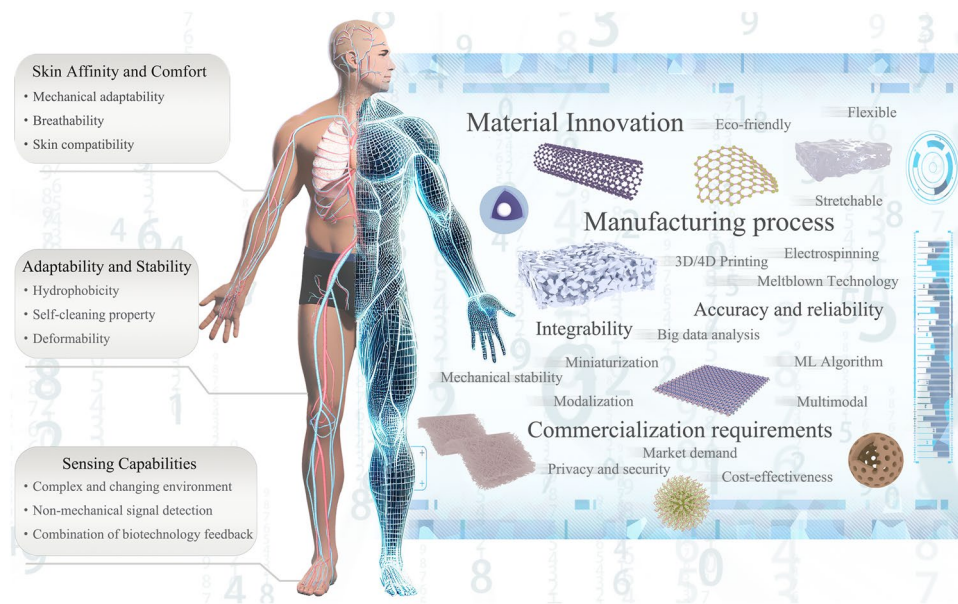 Skin Affinity and Comfort
• Mechanical adaptability
• Breathability
• Skin compatibility
Adaptability and Stability
• Hydrophobicity
• Self-cleaning property
• Deformability
Sensing Capabilities
• Complex and changing environment
• Non-mechanical signal detection
• Combination of biotechnology feedback
Material Innovation
Eco-friendly
Flexible
Stretchable
Manufacturing process
3D/4D Printing
Electrospinning
Meltblown Technology
Accuracy and reliability
Integrability
Big data analysis
Miniaturization
ML Algorithm
Mechanical stability
Modalization
Multimodal
Commercialization requirements
Market demand
Privacy and security
Cost-effectiveness